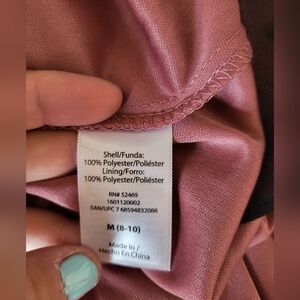 Shell/Funda:
100% Polyester/Poliéster
Lining/Forro:
100% Polyester/Poliéster
RN# 52469
1601120002
EAN/UPC 7 68594832086
M (8-10)
Made in /
Hecho En China